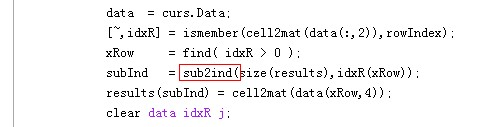 data = curs.Data;
[~,idxR] = ismember(cell2mat(data(:,2)),rowIndex);
xRow = find( idxR > 0 );
subInd = sub2ind(size(results),idxR(xRow));
results(subInd) = cell2mat(data(xRow,4));
clear data idxR j;